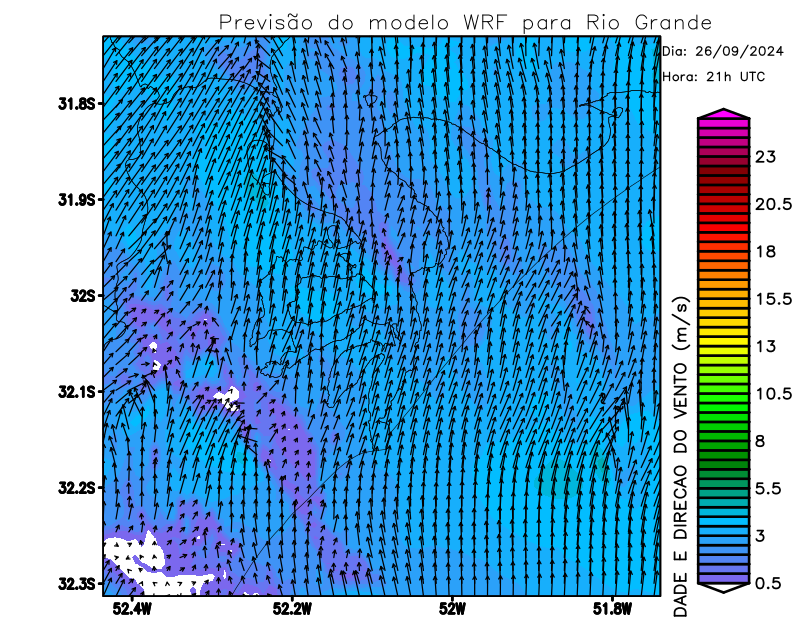 Previsão do modelo WRF para Rio Grande
Dia: 26/09/2024
Hora: 21h UTC
31.8S
31.9S
32S
32.1S
32.2S
32.3S
52.4W
52.2W
52W
51.8W
23
20.5
18
15.5
13
10.5
8
5.5
3
0.5
DADE E DIRECAO DO VENTO (m/s)